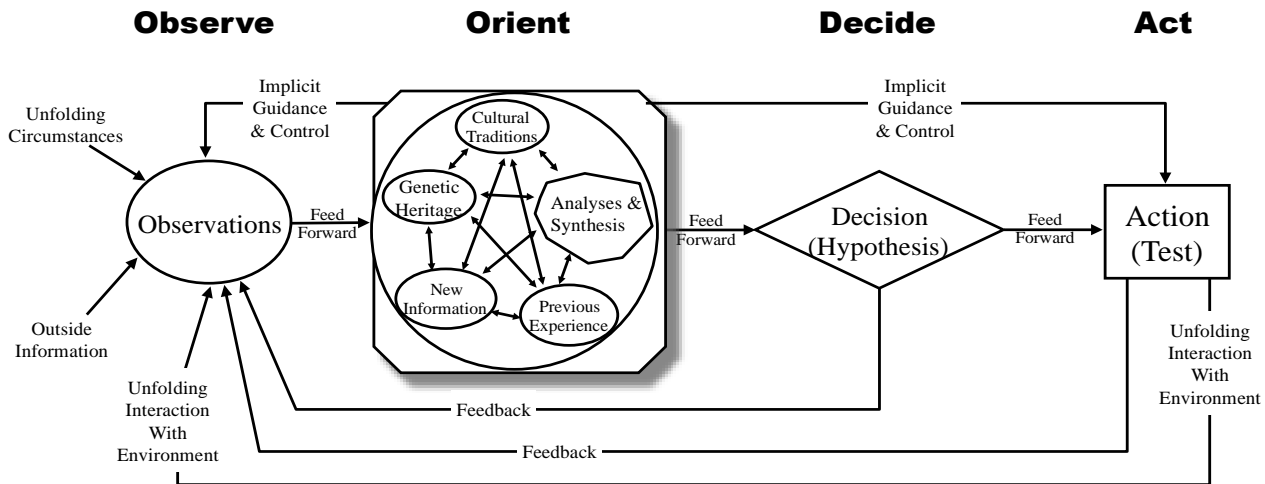 Observe
Orient
Decide
Act
Implicit
Guidance
& Control
Implicit
Guidance
& Control
Unfolding
Circumstances
Cultural
Traditions
Genetic
Heritage
Analyses &
Synthesis
New
Information
Previous
Experience
Observations
Feed
Forward
Feed
Forward
Decision
(Hypothesis)
Feed
Forward
Action
(Test)
Outside
Information
Unfolding
Interaction
With
Environment
Feedback
Feedback
Unfolding
Interaction
With
Environment